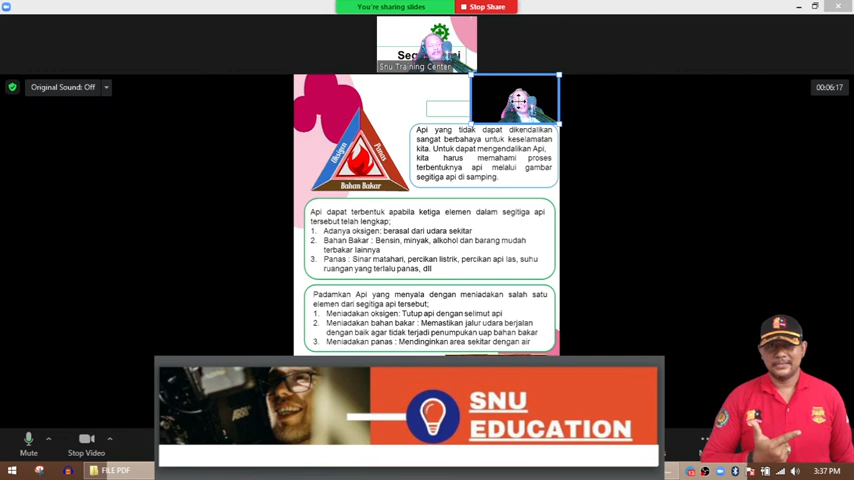 You're sharing slides
Stop Share
Snu Training Center
Original Sound: Off
00:06:17
Oksigen
Panas
Bahan Bakar
Api yang tidak dapat dikendalikan
sangat berbahaya untuk keselamatan
kita. Untuk dapat mengendalikan Api,
kita harus memahami proses
terbentuknya api melalui gambar
segitiga api di samping.
Api dapat terbentuk apabila ketiga elemen dalam segitiga api
tersebut telah lengkap;
1. Adanya oksigen: berasal dari udara sekitar
2. Bahan Bakar : Bensin, minyak, alkohol dan barang mudah
terbakar lainnya
3. Panas : Sinar matahari, percikan listrik, percikan api las, suhu
ruangan yang terlalu panas, dll
Padamkan Api yang menyala dengan meniadakan salah satu
elemen dari segitiga api tersebut;
1. Meniadakan oksigen: Tutup api dengan selimut api
2. Meniadakan bahan bakar : Memastikan jalur udara berjalan
dengan baik agar tidak terjadi penumpukan uap bahan bakar
3. Meniadakan panas : Mendinginkan area sekitar dengan air
SNU
EDUCATION
Mute
Stop Video
FILE PDF
3:37 PM